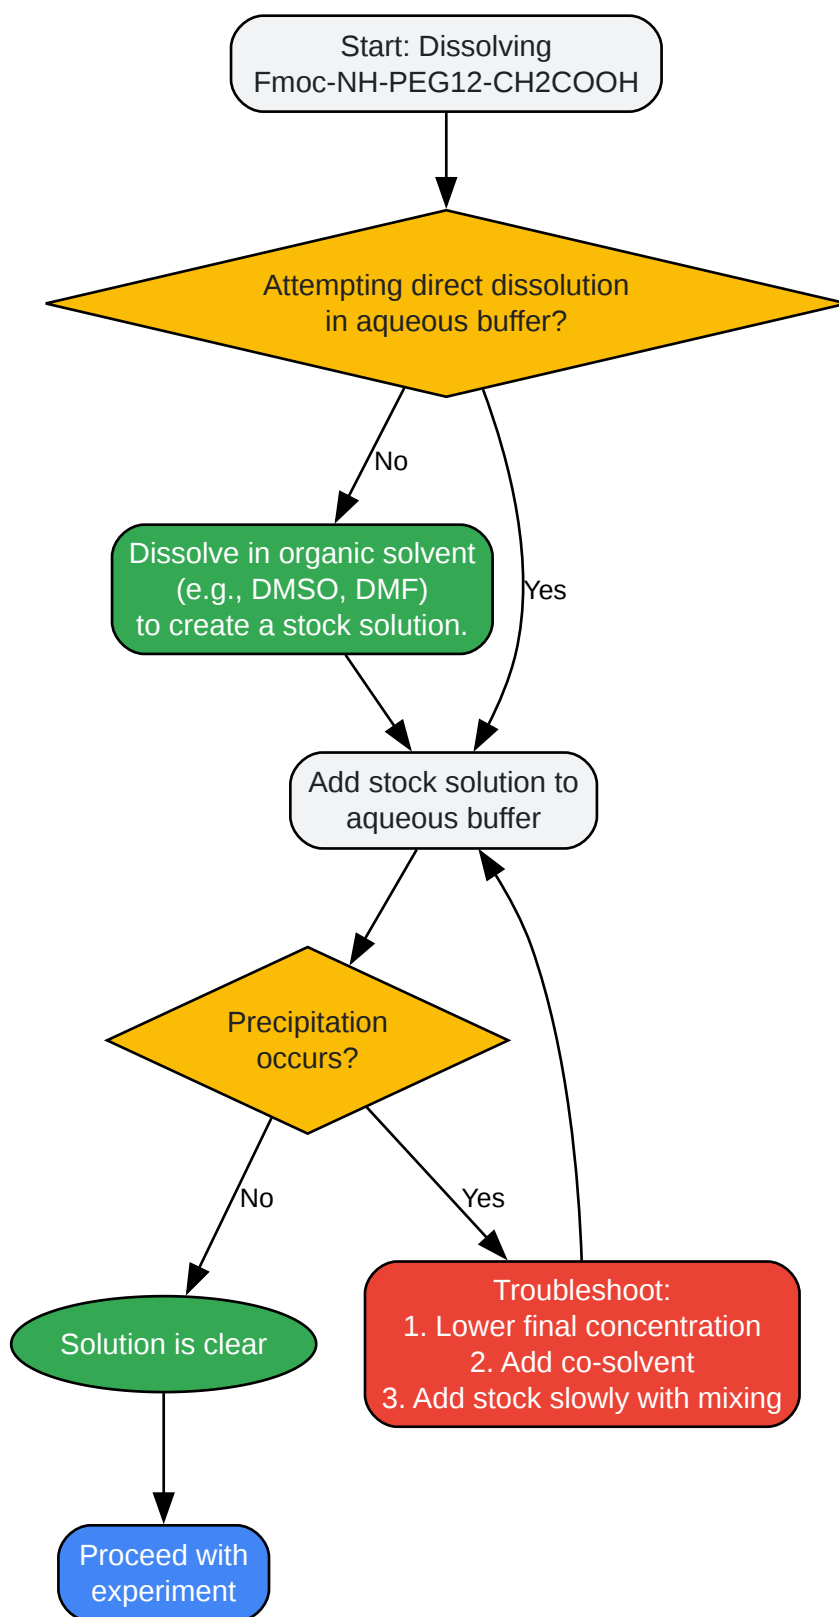 Start: Dissolving
Fmoc-NH-PEG12-CH2COOH
Attempting direct dissolution
in aqueous buffer?
No
Dissolve in organic solvent
(e.g., DMSO, DMF)
to create a stock solution.
Yes
Add stock solution to
aqueous buffer
Precipitation
occurs?
No
Yes
Solution is clear
Troubleshoot:
1. Lower final concentration
2. Add co-solvent
3. Add stock slowly with mixing
Proceed with
experiment